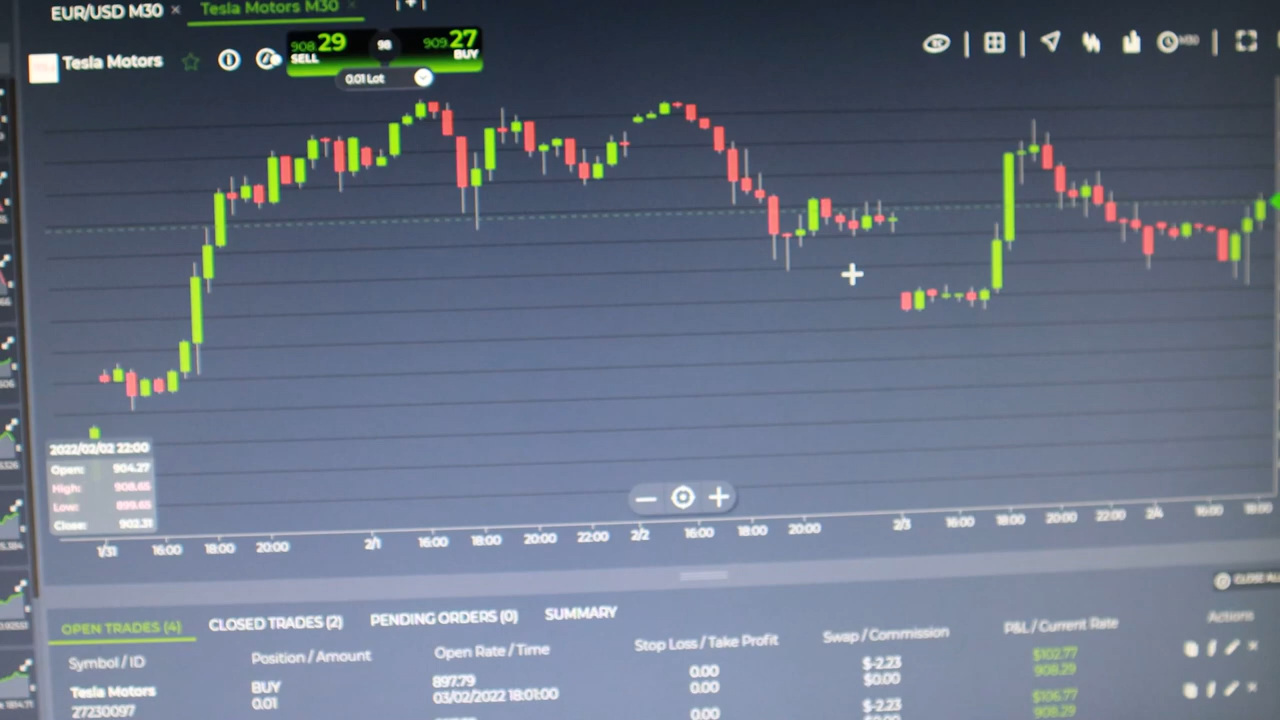 EUR/USD M30 ×
Tesla Motors M30 ×
Tesla Motors
908.29
SELL
98
909.27
BUY
0.01 Lot
M30
2022/02/02 22:00
Open: 904.27
High: 908.65
Low: 899.65
Close: 902.31
1/31 16:00 18:00 20:00 2/1 16:00 18:00 20:00 22:00 2/2 16:00 18:00 20:00 2/3 16:00 18:00 20:00 22:00 2/4 16:00 18:00
CLOSE AL
OPEN TRADES (4) CLOSED TRADES (2) PENDING ORDERS (0) SUMMARY
Symbol / ID Position / Amount Open Rate / Time Stop Loss / Take Profit Swap / Commission P&L / Current Rate Actions
Tesla Motors BUY 897.79 0.00 $-2.23 $102.77
27230097 0.01 03/02/2022 18:01:00 0.00 $0.00 908.29
0.00 $-2.23 $106.77
908.29